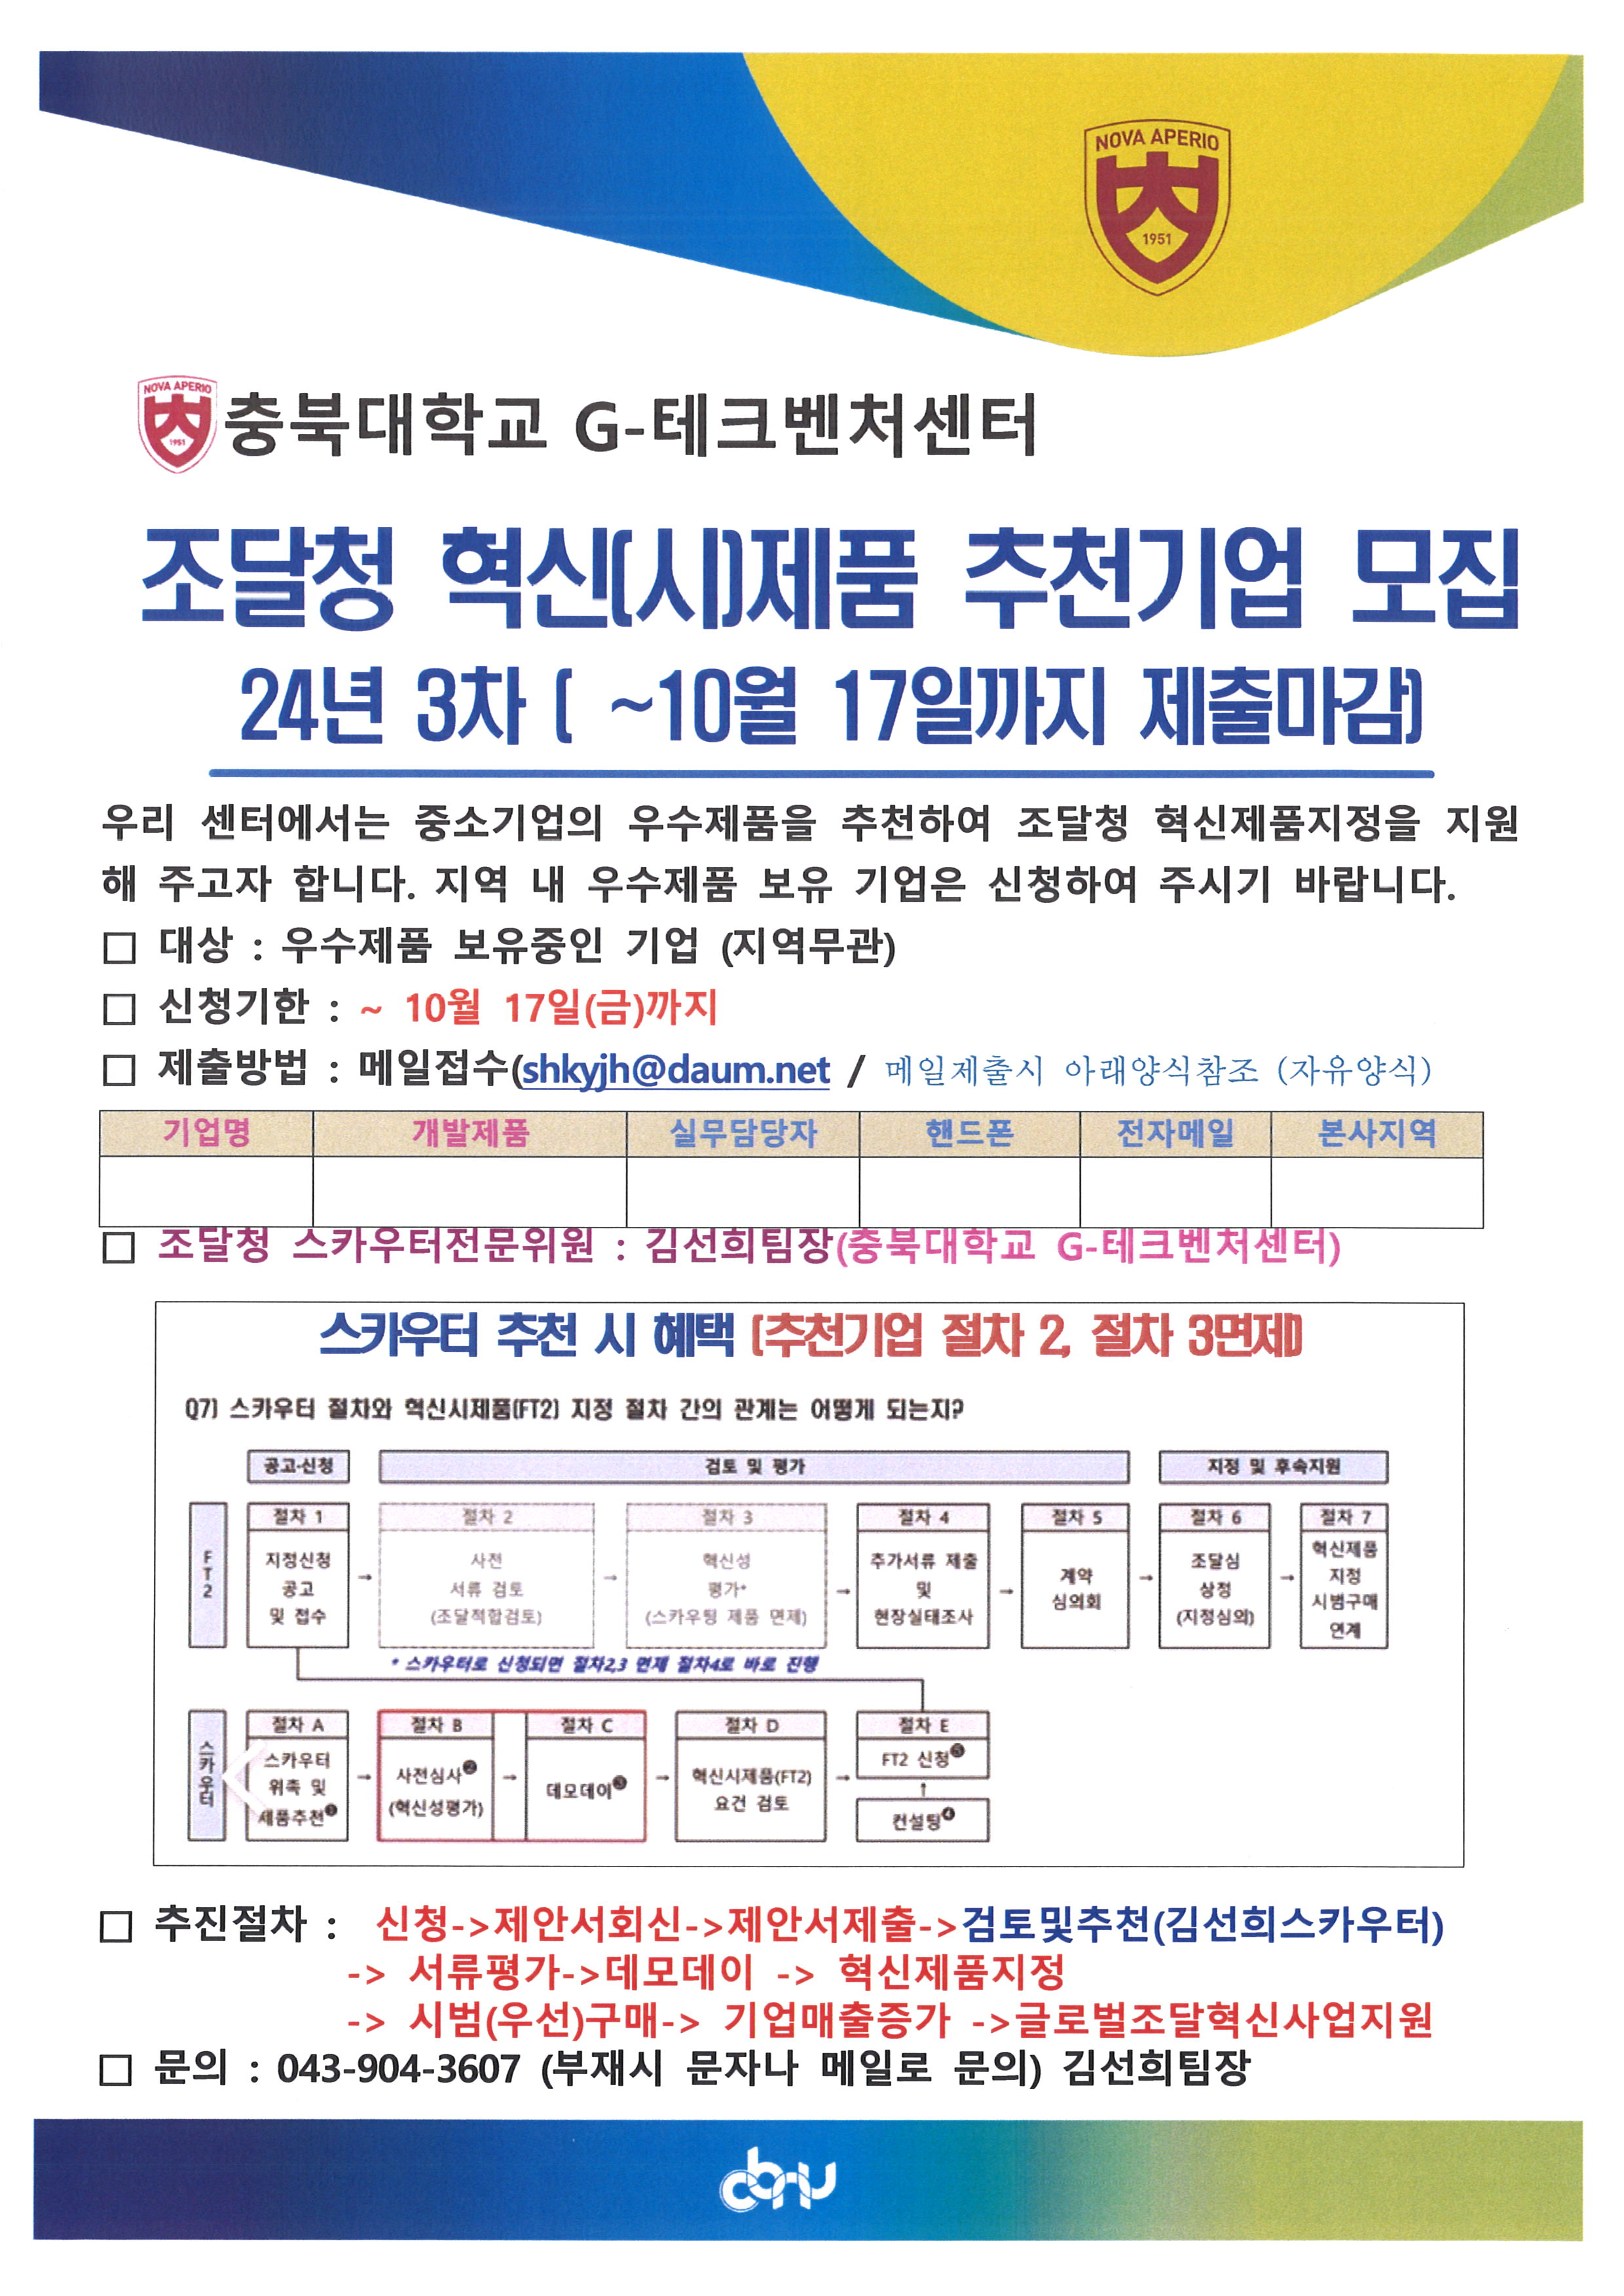 NOVA APERIO
1951
NOVA APERIO
1951
충북대학교 G-테크벤처센터
조달청 혁신(시)제품 추천기업 모집
24년 3차 ( ~10월 17일까지 제출마감)
우리 센터에서는 중소기업의 우수제품을 추천하여 조달청 혁신제품지정을 지원
해 주고자 합니다. 지역 내 우수제품 보유 기업은 신청하여 주시기 바랍니다.
□ 대상 : 우수제품 보유중인 기업 (지역무관)
□ 신청기한 : ~ 10월 17일(금)까지
□ 제출방법 : 메일접수(shkyjh@daum.net / 메일제출시 아래양식참조 (자유양식)
기업명 개발제품 실무담당자 핸드폰 전자메일 본사지역
□ 조달청 스카우터전문위원 : 김선희팀장(충북대학교 G-테크벤처센터)
스카우터 추천 시 혜택 (추천기업 절차 2, 절차 3면제)
Q7) 스카우터 절차와 혁신시제품(FT2) 지정 절차 간의 관계는 어떻게 되는지?
공고·신청 검토 및 평가 지정 및 후속지원
FT2
절차 1
지정신청
공고
및 접수
→
절차 2
사전
서류 검토
(조달적합검토)
→
절차 3
혁신성
평가*
(스카우팅 제품 면제)
→
절차 4
추가서류 제출
및
현장실태조사
→
절차 5
계약
심의회
→
절차 6
조달심
상정
(지정심의)
→
절차 7
혁신제품
지정
시범구매
연계
* 스카우터로 신청되면 절차2,3 면제 절차4로 바로 진행
스카우터
절차 A
스카우터
위촉 및
제품추천❶
→
절차 B
사전심사❷
(혁신성평가)
→
절차 C
데모데이❸
→
절차 D
혁신시제품(FT2)
요건 검토
→
절차 E
FT2 신청❺
↑
컨설팅❹
□ 추진절차 : 신청->제안서회신->제안서제출->검토및추천(김선희스카우터)
-> 서류평가->데모데이 -> 혁신제품지정
-> 시범(우선)구매-> 기업매출증가 ->글로벌조달혁신사업지원
□ 문의 : 043-904-3607 (부재시 문자나 메일로 문의) 김선희팀장
cbnu